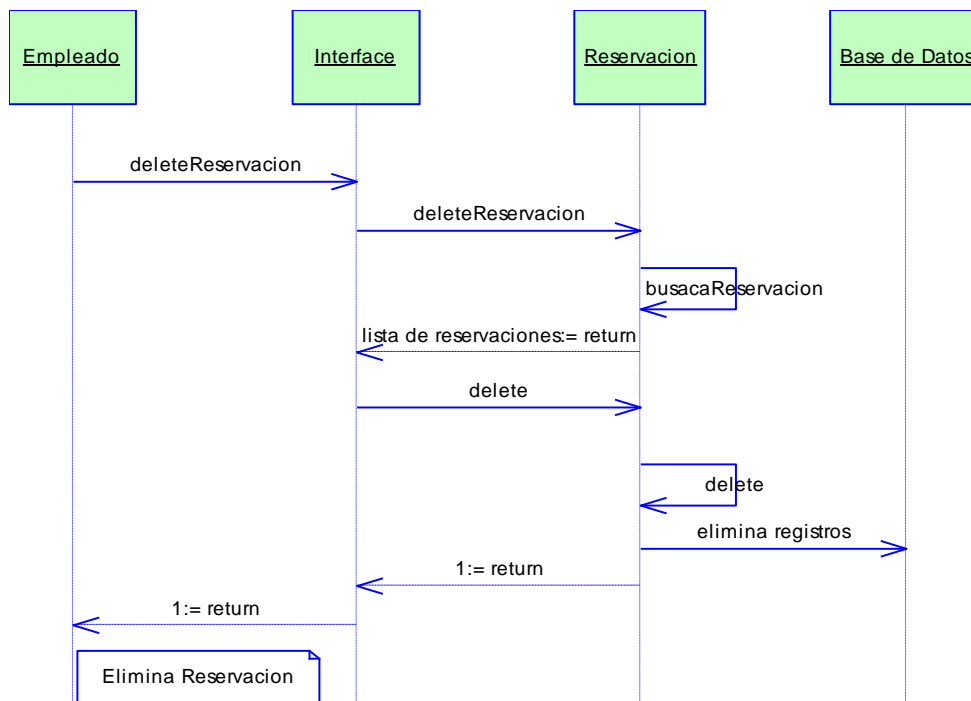 Empleado
Interface
Reservacion
Base de Datos
deleteReservacion
deleteReservacion
busacaReservacion
lista de reservaciones:= return
delete
delete
elimina registros
1:= return
1:= return
Elimina Reservacion